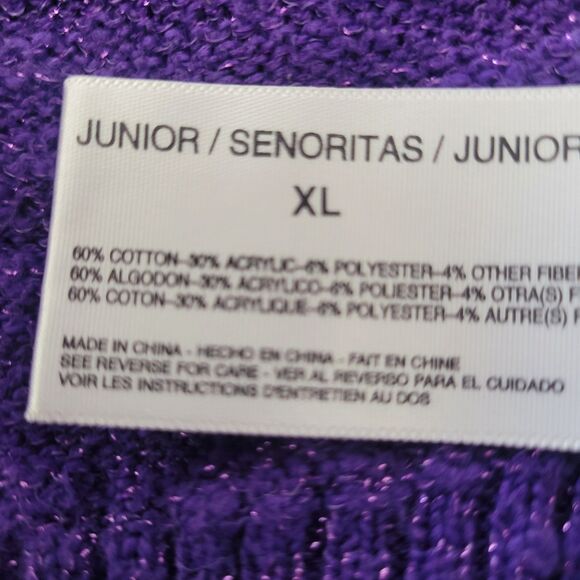 JUNIOR / SENORITAS / JUNIOR
XL
60% COTTON-30% ACRYLIC-6% POLYESTER-4% OTHER FIBE
60% ALGODON-30% ACRYLICO-6% POLIESTER-4% OTRA(S) F
60% COTON-30% ACRYLIQUE-6% POLYESTER-4% AUTRE(S) F
MADE IN CHINA - HECHO EN CHINA - FAIT EN CHINE
SEE REVERSE FOR CARE - VER AL REVERSO PARA EL CUIDADO
VOIR LES INSTRUCTIONS D'ENTRETIEN AU DOS